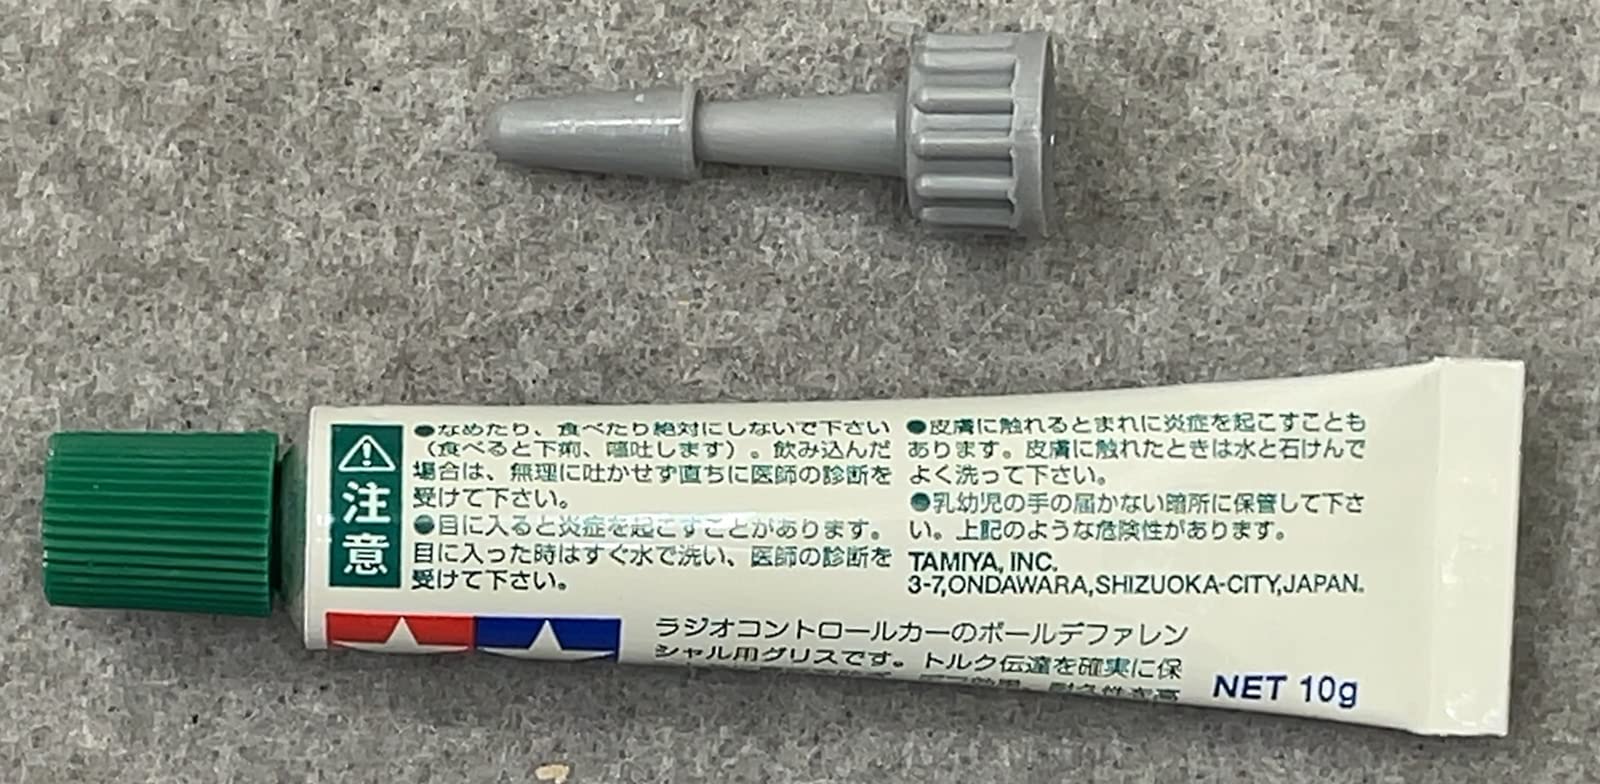 注意
●なめたり、食べたり絶対にしないで下さい
(食べると下痢、嘔吐します)。飲み込んだ
場合は、無理に吐かせず直ちに医師の診断を
受けて下さい。
●目に入ると炎症を起こすことがあります。
目に入った時はすぐ水で洗い、医師の診断を
受けて下さい。
●皮膚に触れるとまれに炎症を起こすことも
あります。皮膚に触れたときは水と石けんで
よく洗って下さい。
●乳幼児の手の届かない暗所に保管して下さ
い。上記のような危険性があります。
TAMIYA, INC.
3-7,ONDAWARA,SHIZUOKA-CITY,JAPAN.
ラジオコントロールカーのボールデファレン
シャル用グリスです。トルク伝達を確実に保
NET 10g